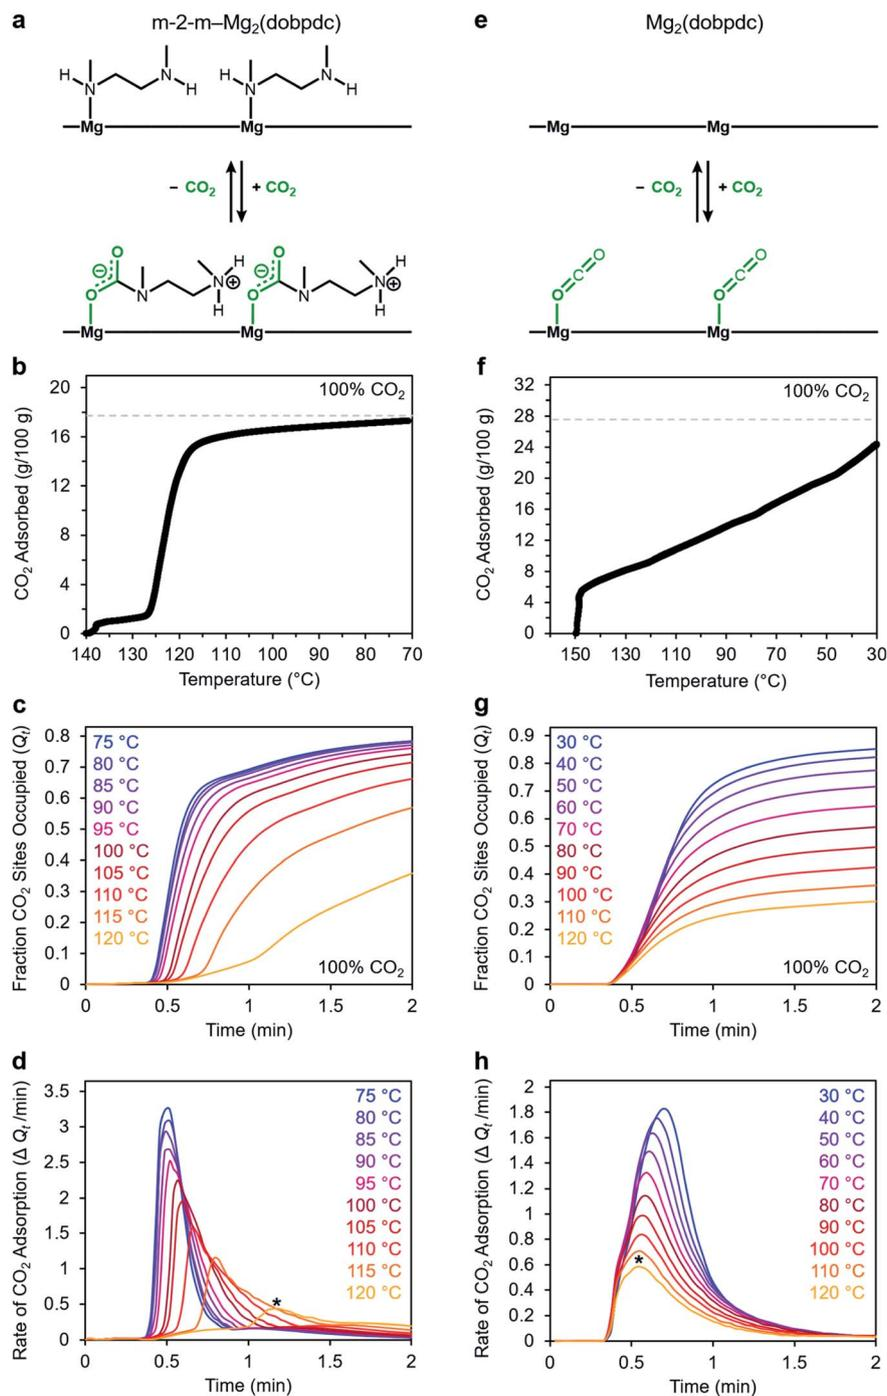 a
m-2-m–Mg2(dobpdc)
H
N
N
H
H
N
N
H
Mg
Mg
– CO2
+ CO2
O
⊖
O
N
N
H
⊕
H
O
⊖
O
N
N
H
⊕
H
Mg
Mg
e
Mg2(dobpdc)
Mg
Mg
– CO2
+ CO2
O
C
O
O
C
O
Mg
Mg
b
100% CO2
CO2 Adsorbed (g/100 g)
20
16
12
8
4
0
140 130 120 110 100 90 80 70
Temperature (°C)
f
100% CO2
CO2 Adsorbed (g/100 g)
32
28
24
20
16
12
8
4
0
150 130 110 90 70 50 30
Temperature (°C)
c
Fraction CO2 Sites Occupied (Qt)
0.8
0.7
0.6
0.5
0.4
0.3
0.2
0.1
0
75 °C
80 °C
85 °C
90 °C
95 °C
100 °C
105 °C
110 °C
115 °C
120 °C
100% CO2
0 0.5 1 1.5 2
Time (min)
g
Fraction CO2 Sites Occupied (Qt)
0.9
0.8
0.7
0.6
0.5
0.4
0.3
0.2
0.1
0
30 °C
40 °C
50 °C
60 °C
70 °C
80 °C
90 °C
100 °C
110 °C
120 °C
100% CO2
0 0.5 1 1.5 2
Time (min)
d
Rate of CO2 Adsorption (Δ Qt /min)
3.5
3
2.5
2
1.5
1
0.5
0
75 °C
80 °C
85 °C
90 °C
95 °C
100 °C
105 °C
110 °C
115 °C
120 °C
*
0 0.5 1 1.5 2
Time (min)
h
Rate of CO2 Adsorption (Δ Qt /min)
2
1.8
1.6
1.4
1.2
1
0.8
0.6
0.4
0.2
0
30 °C
40 °C
50 °C
60 °C
70 °C
80 °C
90 °C
100 °C
110 °C
120 °C
*
0 0.5 1 1.5 2
Time (min)